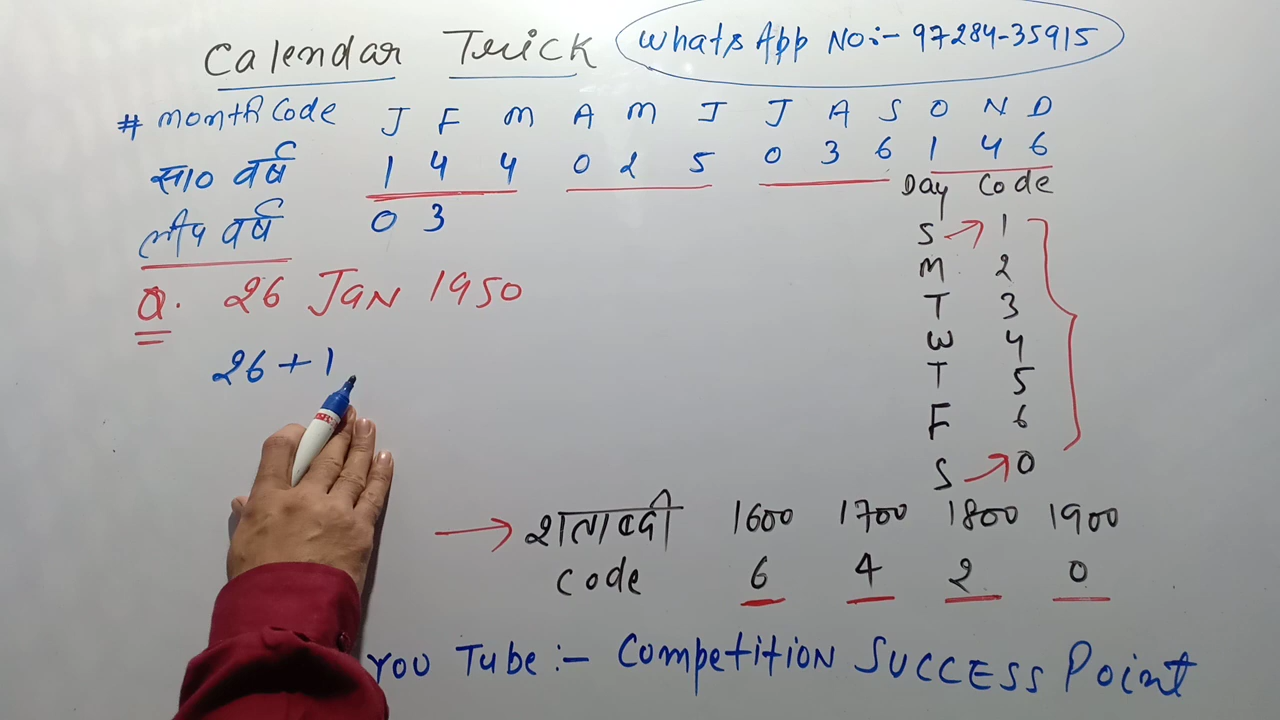 Calendar Trick WhatsApp No:- 97284-35915
# Month Code J F M A M J J A S O N D
सा० वर्ष 1 4 4 0 2 5 0 3 6 1 4 6
लीप वर्ष 0 3
Day Code
S → 1
M 2
T 3
W 4
T 5
F 6
S → 0
Q. 26 JAN 1950
26 + 1
→ शताब्दी 1600 1700 1800 1900
Code 6 4 2 0
You Tube :- Competition SUCCESS Point